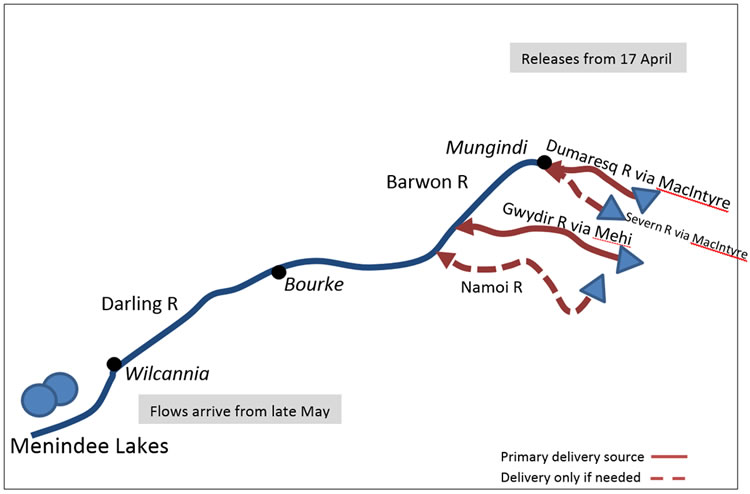 Releases from 17 April
Mungindi
Dumaresq R via MacIntyre
Barwon R
Severn R via MacIntyre
Gwydir R via Mehi
Namoi R
Bourke
Darling R
Wilcannia
Flows arrive from late May
Menindee Lakes
Primary delivery source
Delivery only if needed